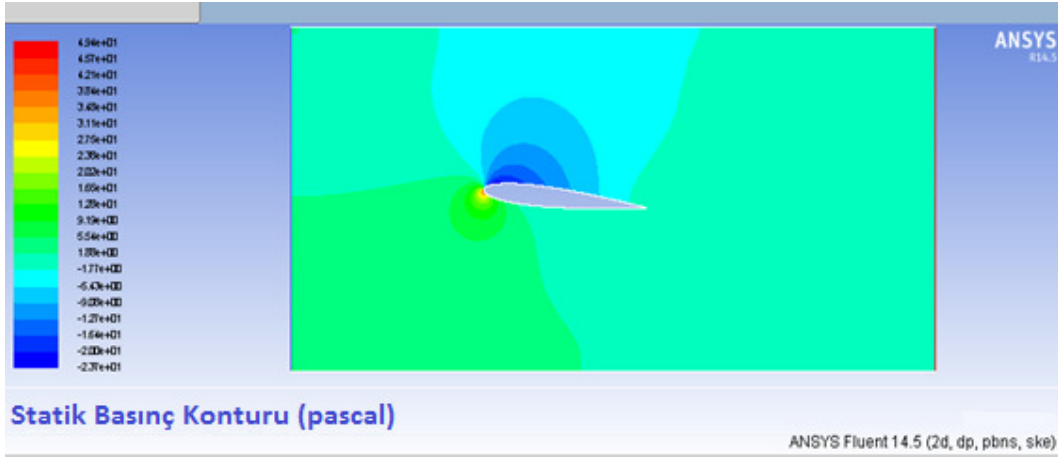 4.94e+01
4.57e+01
4.21e+01
3.84e+01
3.48e+01
3.11e+01
2.75e+01
2.38e+01
2.02e+01
1.65e+01
1.28e+01
9.19e+00
5.54e+00
1.88e+00
-1.77e+00
-5.43e+00
-9.08e+00
-1.27e+01
-1.64e+01
-2.00e+01
-2.37e+01
ANSYS
R14.5
Statik Basınç Konturu (pascal)
ANSYS Fluent 14.5 (2d, dp, pbns, ske)